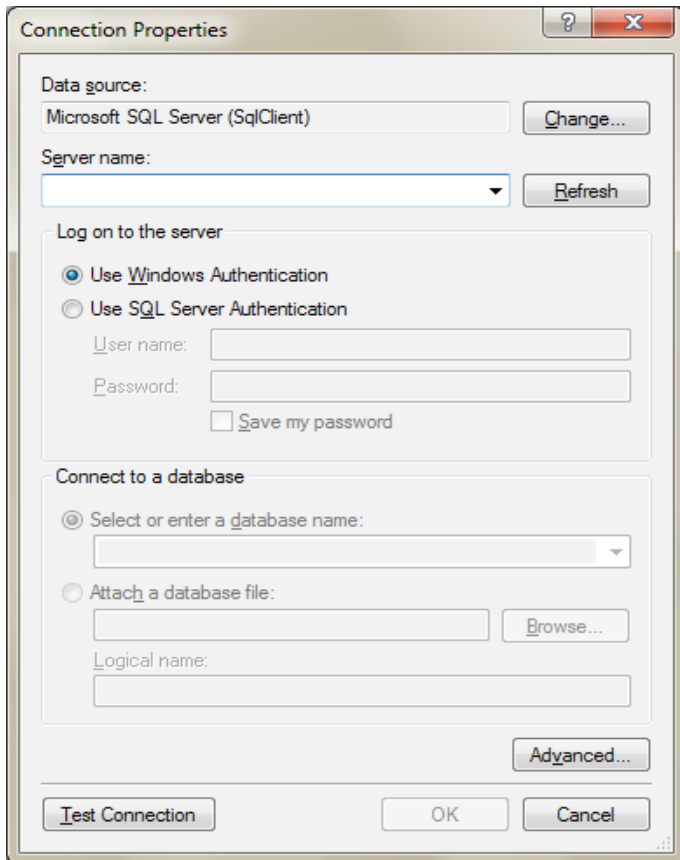 Connection Properties
?
Data source:
Microsoft SQL Server (SqlClient)
Change...
Server name:
Refresh
Log on to the server
Use Windows Authentication
Use SQL Server Authentication
User name:
Password:
Save my password
Connect to a database
Select or enter a database name:
Attach a database file:
Browse...
Logical name:
Advanced...
Test Connection OK Cancel